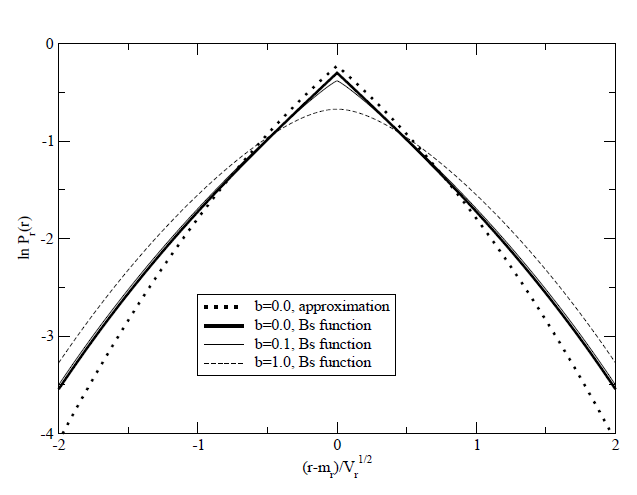 0
-1
-2
-3
-4
ln P_r(r)
b=0.0, approximation
b=0.0, Bs function
b=0.1, Bs function
b=1.0, Bs function
-2 -1 0 1 2
(r-m_r)/V_r^1/2